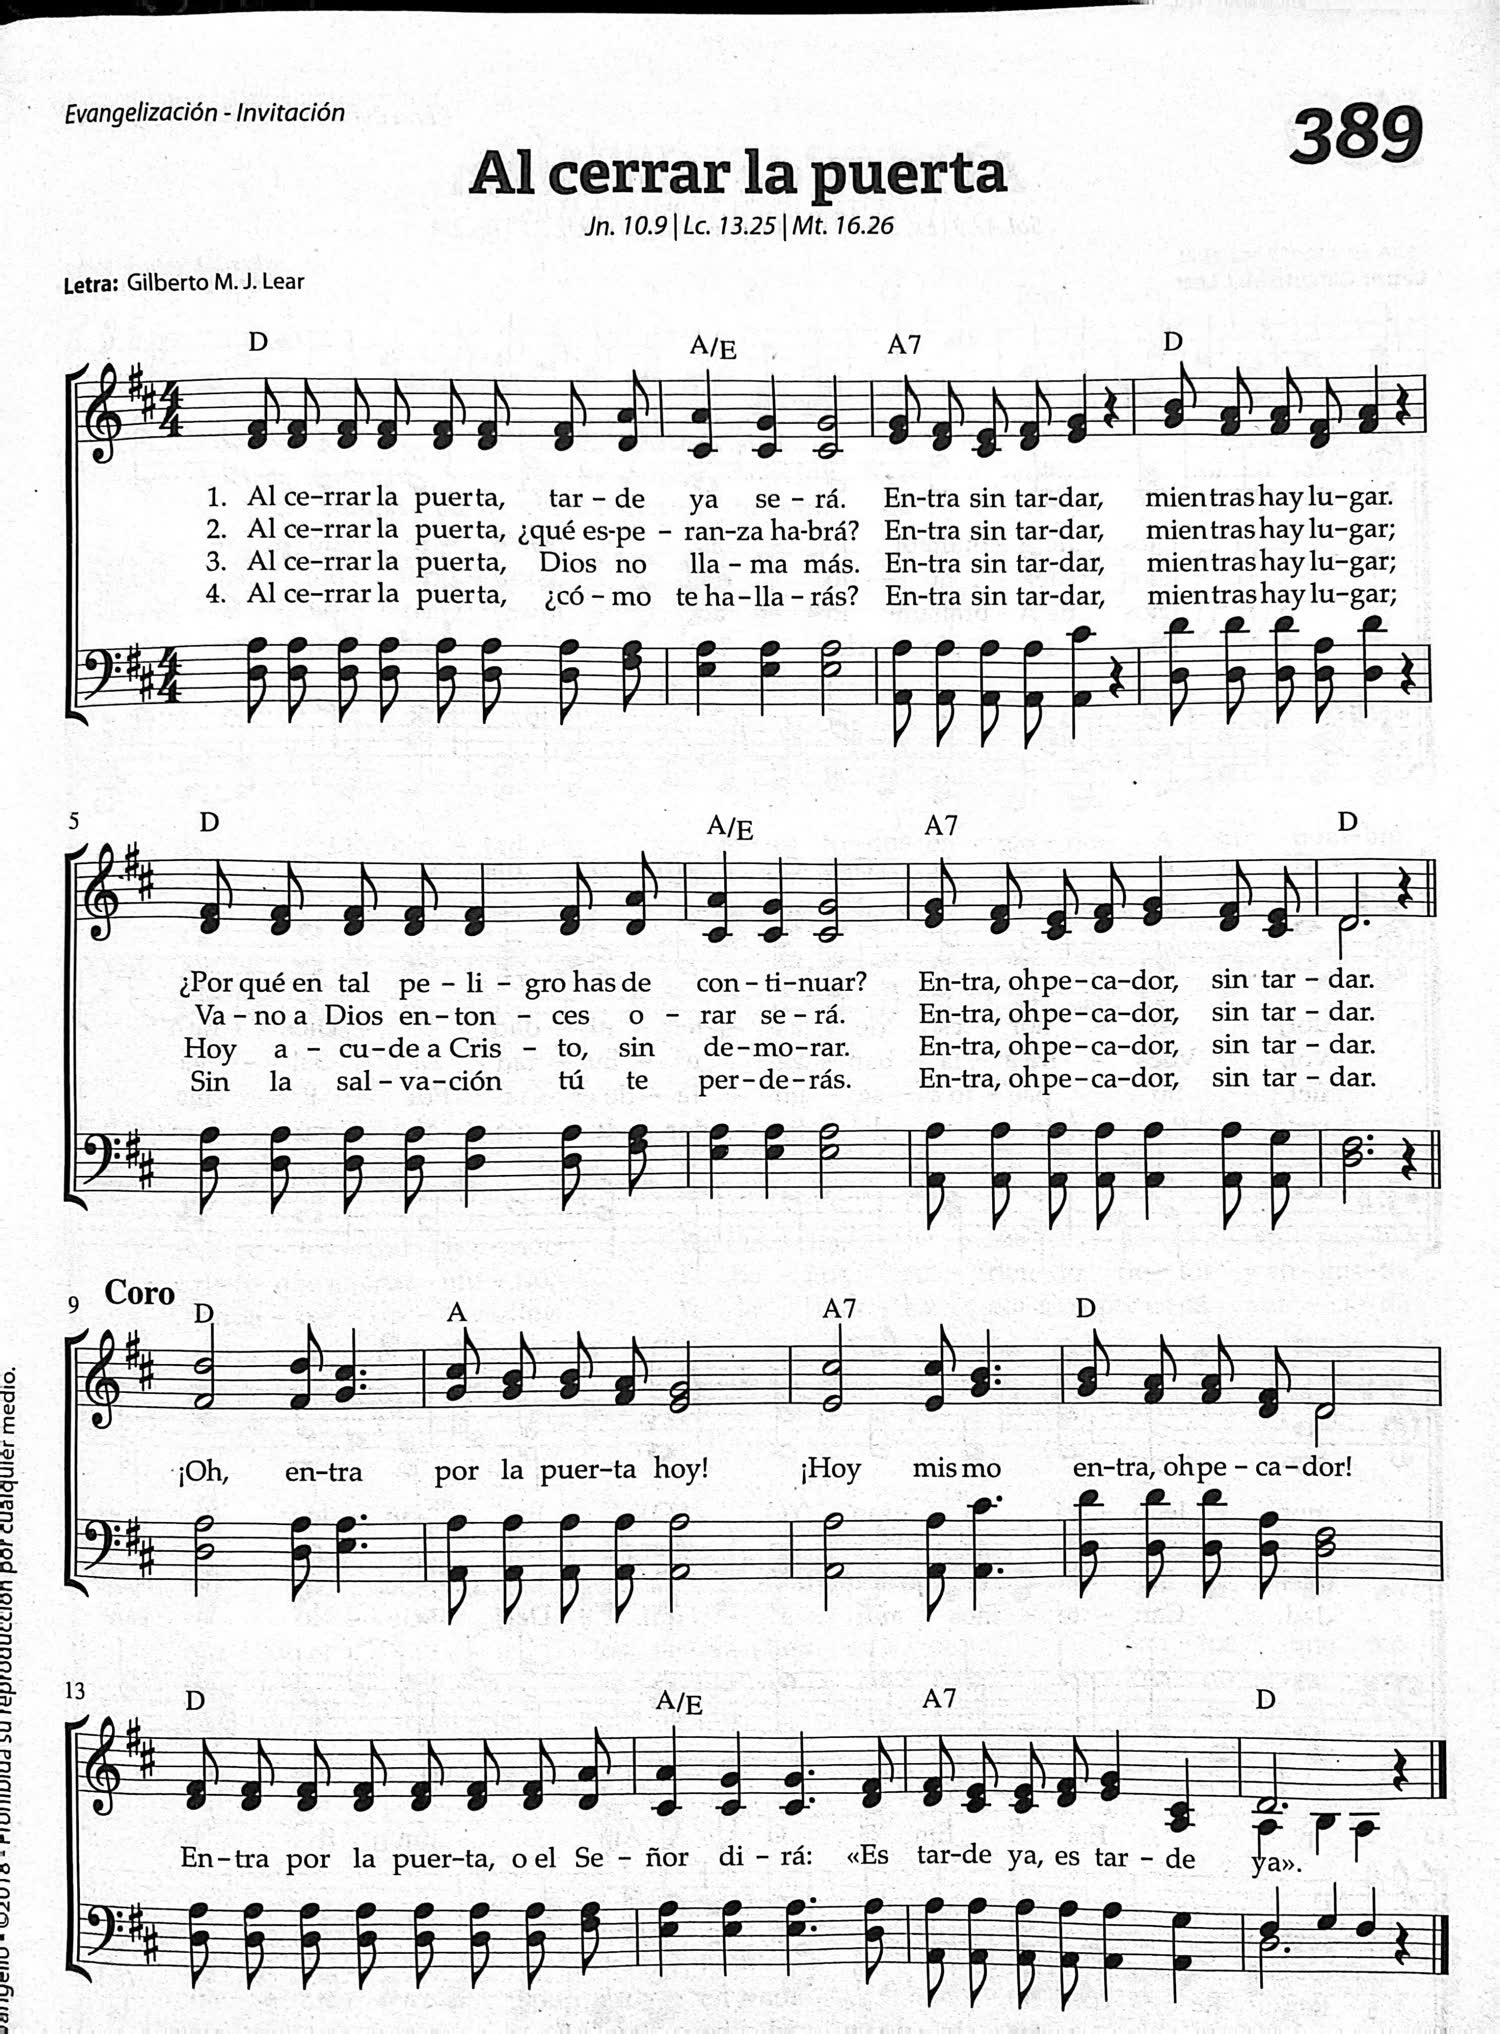 Evangelización - Invitación
389
Al cerrar la puerta
Jn. 10.9 | Lc. 13.25 | Mt. 16.26
Letra: Gilberto M. J. Lear
D A/E A7 D
1. Al ce-rrar la puerta, tar - de ya se - rá. En-tra sin tar-dar, mientras hay lu-gar.
2. Al ce-rrar la puerta, ¿qué es-pe - ran-za ha-brá? En-tra sin tar-dar, mientras hay lu-gar;
3. Al ce-rrar la puerta, Dios no lla - ma más. En-tra sin tar-dar, mientras hay lu-gar;
4. Al ce-rrar la puerta, ¿có - mo te ha-lla - rás? En-tra sin tar-dar, mientras hay lu-gar;
5 D A/E A7 D
¿Por qué en tal pe - li - gro has de con - ti-nuar? En-tra, oh pe-ca-dor, sin tar - dar.
Va - no a Dios en-ton - ces o - rar se - rá. En-tra, oh pe-ca-dor, sin tar - dar.
Hoy a - cu-de a Cris - to, sin de-mo-rar. En-tra, oh pe-ca-dor, sin tar - dar.
Sin la sal-va-ción tú te per-de-rás. En-tra, oh pe-ca-dor, sin tar - dar.
9 Coro
D A A7 D
¡Oh, en-tra por la puer-ta hoy! ¡Hoy mismo en-tra, oh pe - ca-dor!
13 D A/E A7 D
En-tra por la puer-ta, o el Se - ñor di - rá: «Es tar-de ya, es tar - de ya».
©2018 - Prohibida su reproducción por cualquier medio.